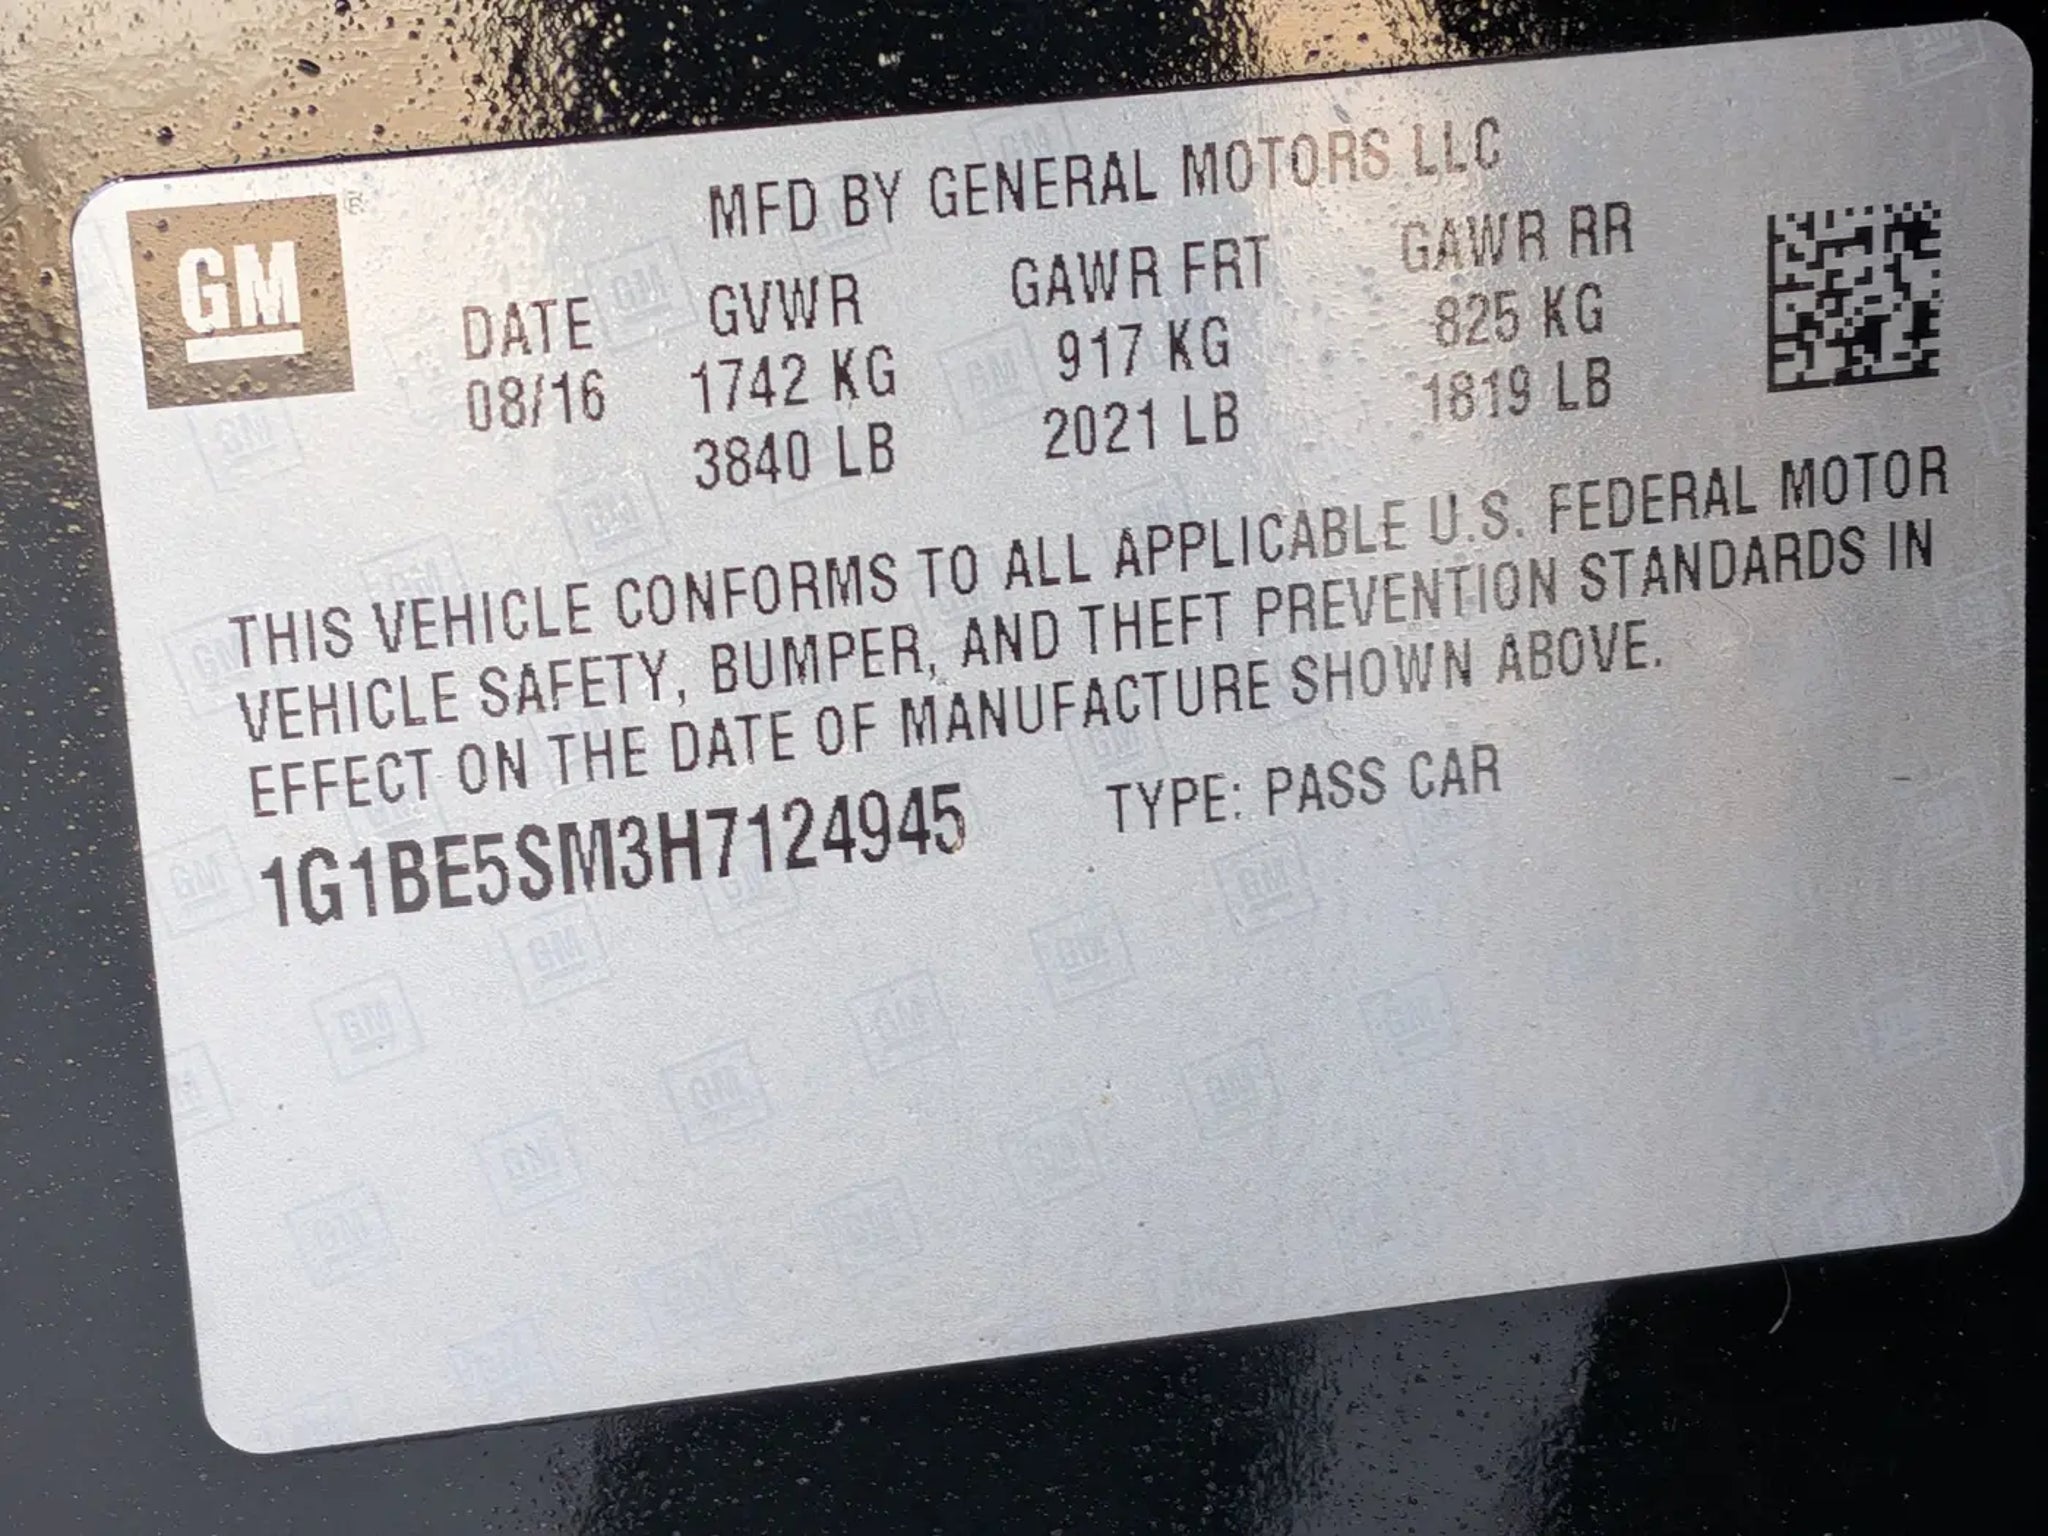 GM
MFD BY GENERAL MOTORS LLC
DATE GVWR GAWR FRT GAWR RR
08/16 1742 KG 917 KG 825 KG
3840 LB 2021 LB 1819 LB
THIS VEHICLE CONFORMS TO ALL APPLICABLE U.S. FEDERAL MOTOR
VEHICLE SAFETY, BUMPER, AND THEFT PREVENTION STANDARDS IN
EFFECT ON THE DATE OF MANUFACTURE SHOWN ABOVE.
1G1BE5SM3H7124945 TYPE: PASS CAR